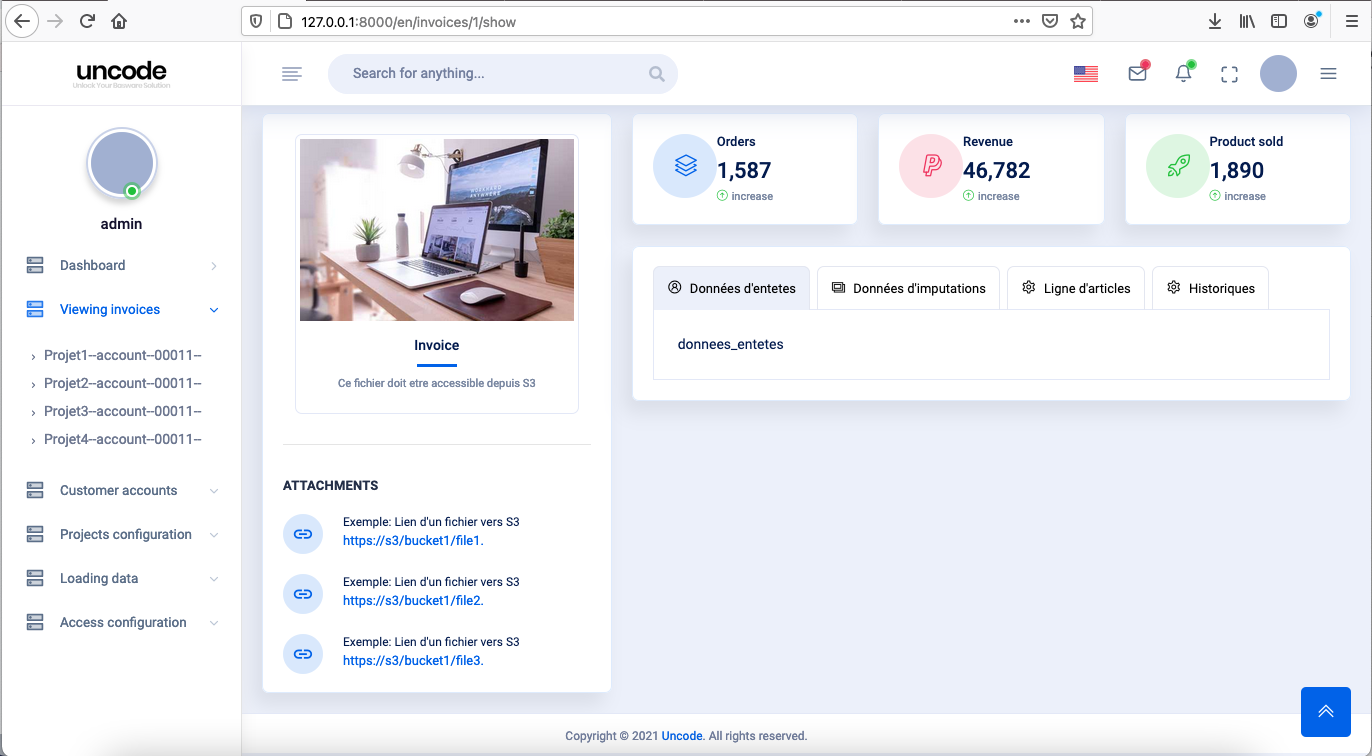 127.0.0.1:8000/en/invoices/1/show
uncode
Unlock Your Bassware Solution
Search for anything...
admin
Dashboard
Viewing invoices
Projet1--account--00011--
Projet2--account--00011--
Projet3--account--00011--
Projet4--account--00011--
Customer accounts
Projects configuration
Loading data
Access configuration
WORKHARD
ANYWHERE
Invoice
Ce fichier doit etre accessible depuis S3
ATTACHMENTS
Exemple: Lien d'un fichier vers S3
https://s3/bucket1/file1.
Exemple: Lien d'un fichier vers S3
https://s3/bucket1/file2.
Exemple: Lien d'un fichier vers S3
https://s3/bucket1/file3.
Orders
1,587
increase
Revenue
46,782
increase
Product sold
1,890
increase
Données d'entetes
Données d'imputations
Ligne d'articles
Historiques
donnees_entetes
Copyright © 2021 Uncode. All rights reserved.